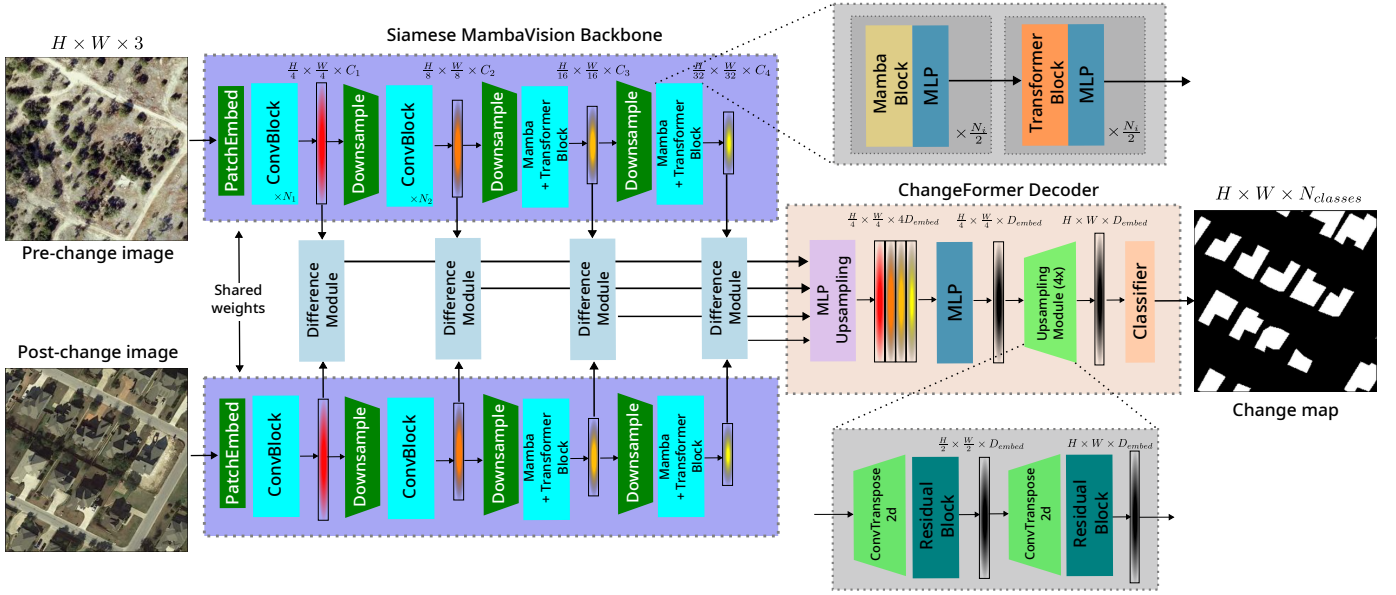 Siamese MambaVision Backbone
H × W × 3
Pre-change image
H/4 × W/4 × C₁
H/8 × W/8 × C₂
H/16 × W/16 × C₃
H/32 × W/32 × C₄
PatchEmbed
ConvBlock
×N₁
Downsample
ConvBlock
×N₂
Downsample
Mamba
+ Transformer
Block
Downsample
Mamba
+ Transformer
Block
Mamba
Block
MLP
× Nᵢ/2
Transformer
Block
MLP
× Nᵢ/2
Shared
weights
Difference
Module
Difference
Module
Difference
Module
Difference
Module
ChangeFormer Decoder
H/4 × W/4 × 4D_embed
H/4 × W/4 × D_embed
H × W × D_embed
MLP
Upsampling
MLP
Upsampling
Module (4x)
Classifier
H × W × N_classes
Change map
Post-change image
PatchEmbed
ConvBlock
Downsample
ConvBlock
Downsample
Mamba
+ Transformer
Block
Downsample
Mamba
+ Transformer
Block
H/2 × W/2 × D_embed
H × W × D_embed
ConvTranspose
2d
Residual
Block
ConvTranspose
2d
Residual
Block